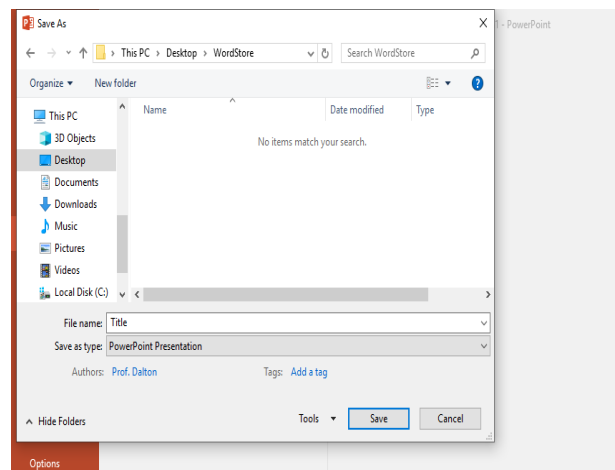 Save As
X
1 - PowerPoint
This PC > Desktop > WordStore
Search WordStore
Organize
New folder
?
This PC
3D Objects
Desktop
Documents
Downloads
Music
Pictures
Videos
Local Disk (C:)
Name
Date modified
Type
No items match your search.
File name: Title
Save as type: PowerPoint Presentation
Authors: Prof. Dalton
Tags: Add a tag
Hide Folders
Tools
Save
Cancel
Options